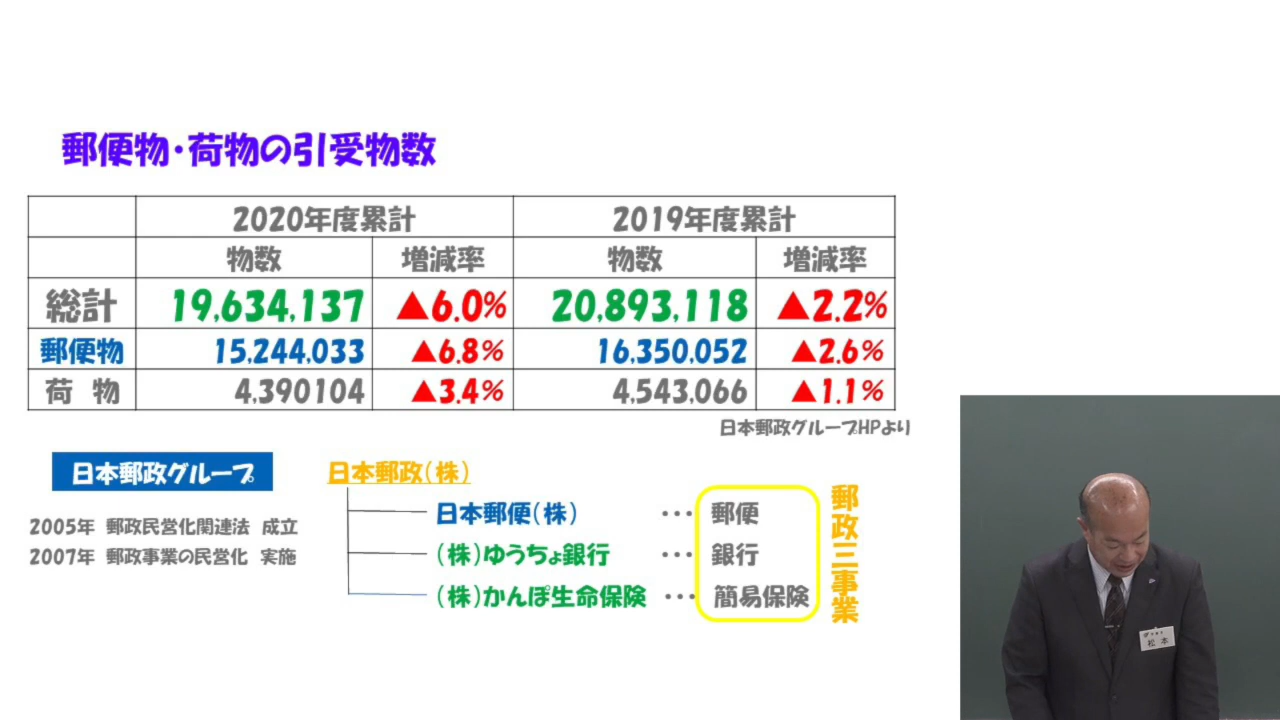 郵便物・荷物の引受物数
2020年度累計 2019年度累計
物数 増減率 物数 増減率
総計 19,634,137 ▲6.0% 20,893,118 ▲2.2%
郵便物 15,244,033 ▲6.8% 16,350,052 ▲2.6%
荷 物 4,390104 ▲3.4% 4,543,066 ▲1.1%
日本郵政グループHPより
日本郵政グループ
2005年 郵政民営化関連法 成立
2007年 郵政事業の民営化 実施
日本郵政(株)
日本郵便(株) ・・・ 郵便
(株)ゆうちょ銀行 ・・・ 銀行
(株)かんぽ生命保険 ・・・ 簡易保険
郵政三事業
松本